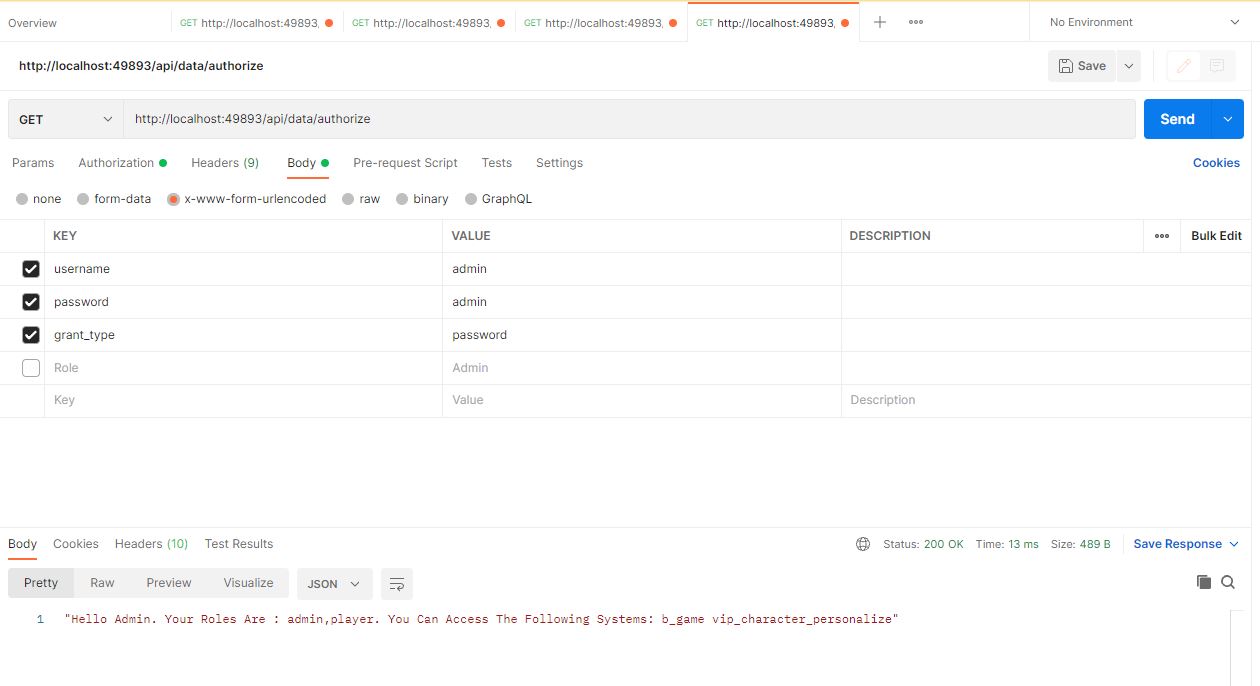 Overview GET http://localhost:49893, GET http://localhost:49893, GET http://localhost:49893, GET http://localhost:49893, No Environment
http://localhost:49893/api/data/authorize Save
GET http://localhost:49893/api/data/authorize Send
Params Authorization Headers (9) Body Pre-request Script Tests Settings Cookies
none form-data x-www-form-urlencoded raw binary GraphQL
KEY VALUE DESCRIPTION Bulk Edit
username admin
password admin
grant_type password
Role Admin
Key Value Description
Body Cookies Headers (10) Test Results Status: 200 OK Time: 13 ms Size: 489 B Save Response
Pretty Raw Preview Visualize JSON
1 "Hello Admin. Your Roles Are : admin,player. You Can Access The Following Systems: b_game vip_character_personalize"